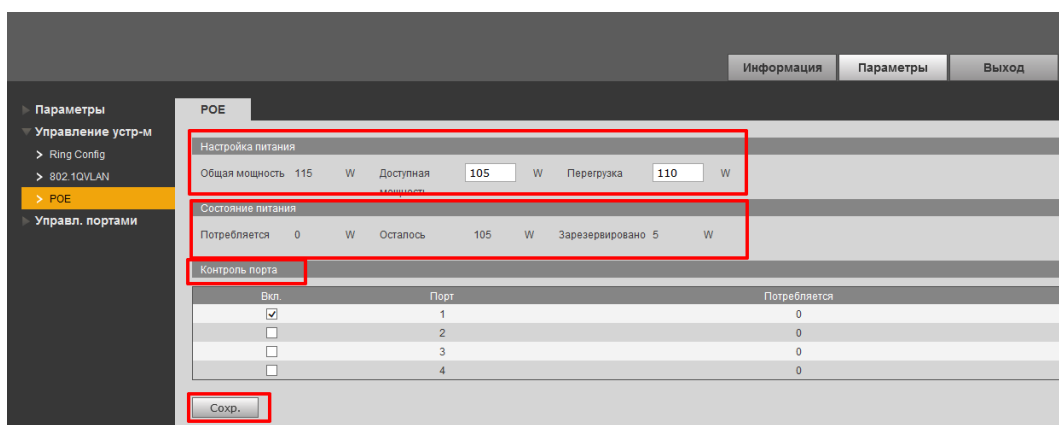 Информация Параметры Выход
Параметры
Управление устр-м
Ring Config
802.1QVLAN
POE
Управл. портами
POE
Настройка питания
Общая мощность 115 W Доступная мощность 105 W Перегрузка 110 W
Состояние питания
Потребляется 0 W Осталось 105 W Зарезервировано 5 W
Контроль порта
Вкл. Порт Потребляется
1 0
2 0
3 0
4 0
Сохр.